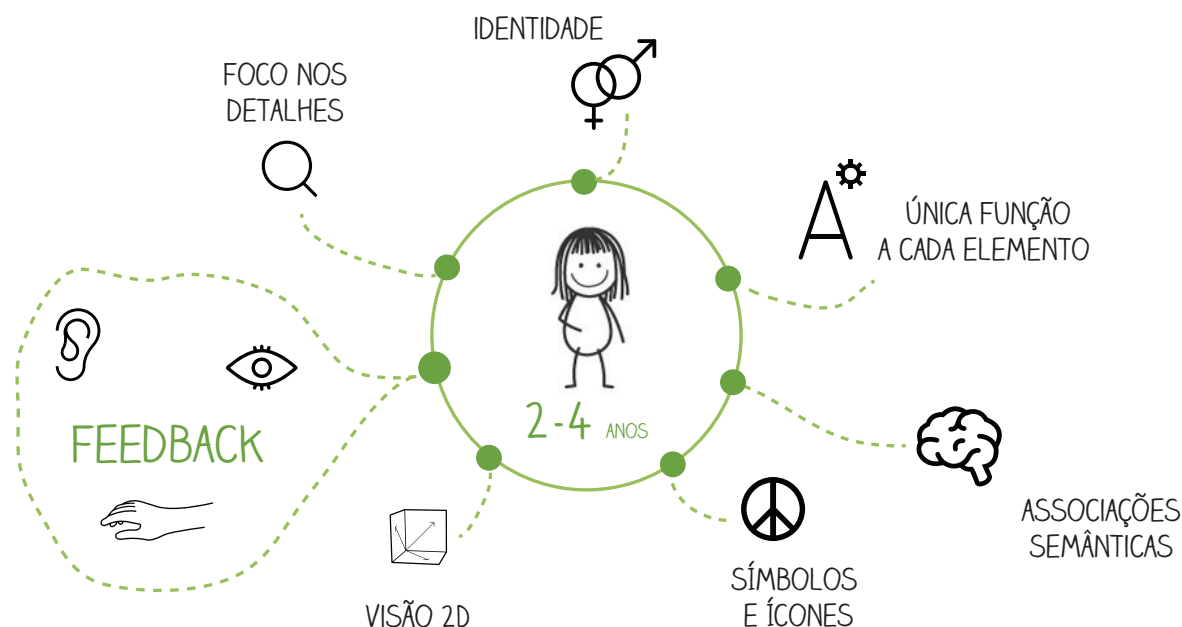 IDENTIDADE
FOCO NOS
DETALHES
ÚNICA FUNÇÃO
A CADA ELEMENTO
FEEDBACK
2-4 ANOS
ASSOCIAÇÕES
SEMÂNTICAS
SÍMBOLOS
E ÍCONES
VISÃO 2D